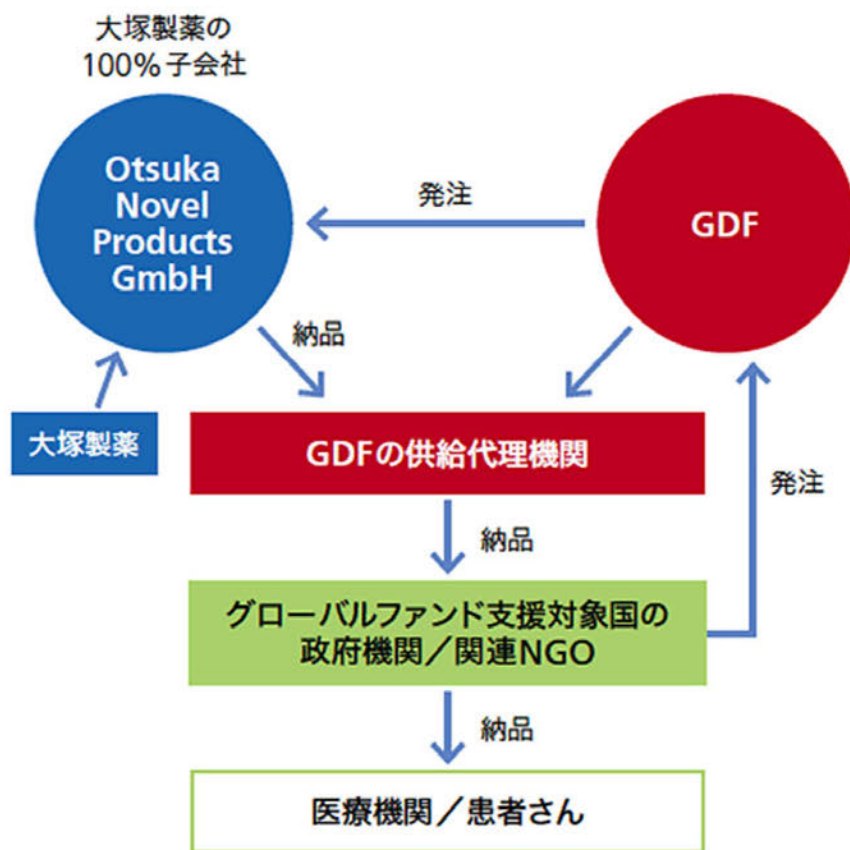 大塚製薬の
100%子会社
Otsuka
Novel
Products
GmbH
発注
GDF
納品
大塚製薬
GDFの供給代理機関
発注
納品
グローバルファンド支援対象国の
政府機関／関連NGO
納品
医療機関／患者さん